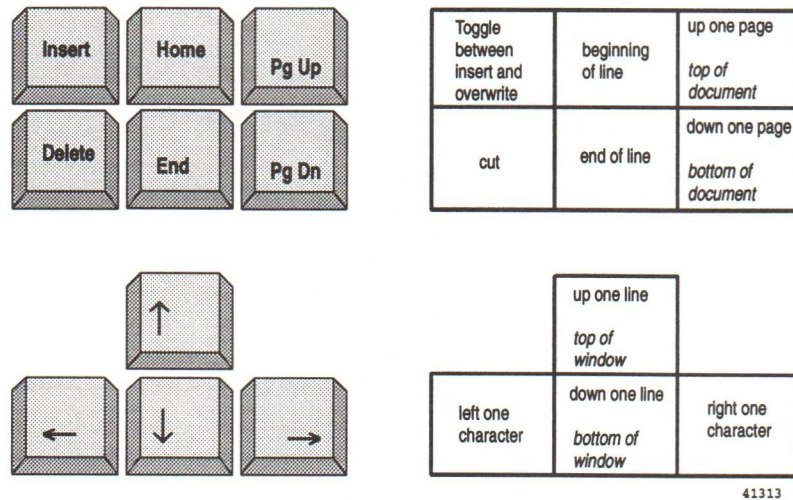 Insert
Home
Pg Up
Delete
End
Pg Dn
Toggle
between
insert and
overwrite
beginning
of line
up one page
top of
document
cut
end of line
down one page
bottom of
document
↑
←
↓
→
up one line
top of
window
left one
character
down one line
bottom of
window
right one
character
41313